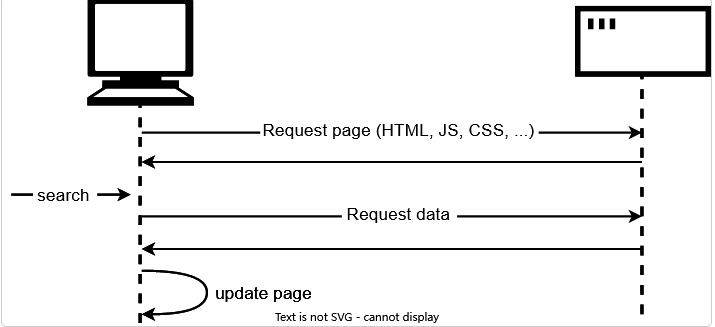 Request page (HTML, JS, CSS, ...)
search
Request data
update page
Text is not SVG - cannot display